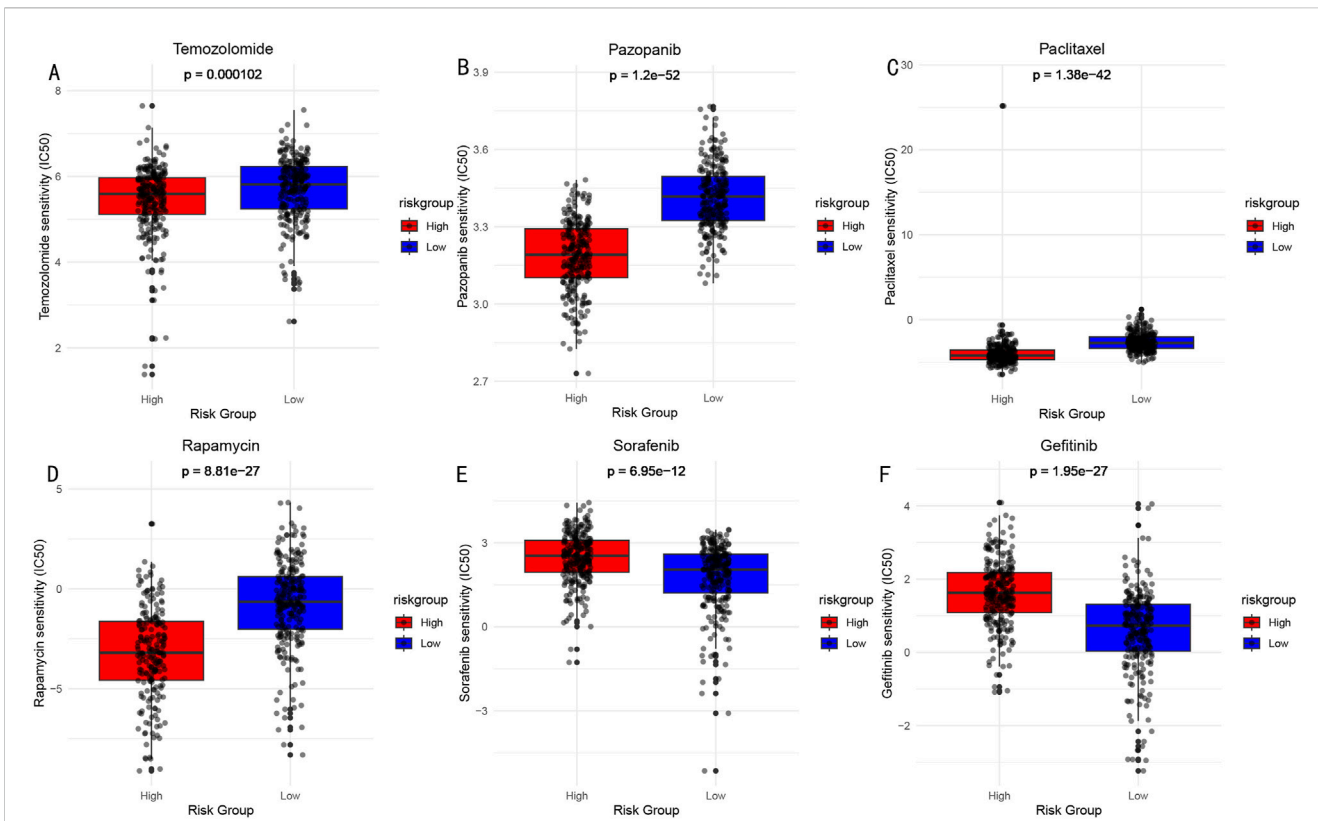 A
Temozolomide
p = 0.000102
8
6
4
2
Temozolomide sensitivity (IC50)
High
Low
Risk Group
riskgroup
High
Low
B
Pazopanib
p = 1.2e−52
3.9
3.6
3.3
3.0
2.7
Pazopanib sensitivity (IC50)
High
Low
Risk Group
riskgroup
High
Low
C
Paclitaxel
p = 1.38e−42
30
20
10
0
Paclitaxel sensitivity (IC50)
High
Low
Risk Group
riskgroup
High
Low
D
Rapamycin
p = 8.81e−27
5
0
−5
Rapamycin sensitivity (IC50)
High
Low
Risk Group
riskgroup
High
Low
E
Sorafenib
p = 6.95e−12
3
0
−3
Sorafenib sensitivity (IC50)
High
Low
Risk Group
riskgroup
High
Low
F
Gefitinib
p = 1.95e−27
4
2
0
−2
Gefitinib sensitivity (IC50)
High
Low
Risk Group
riskgroup
High
Low